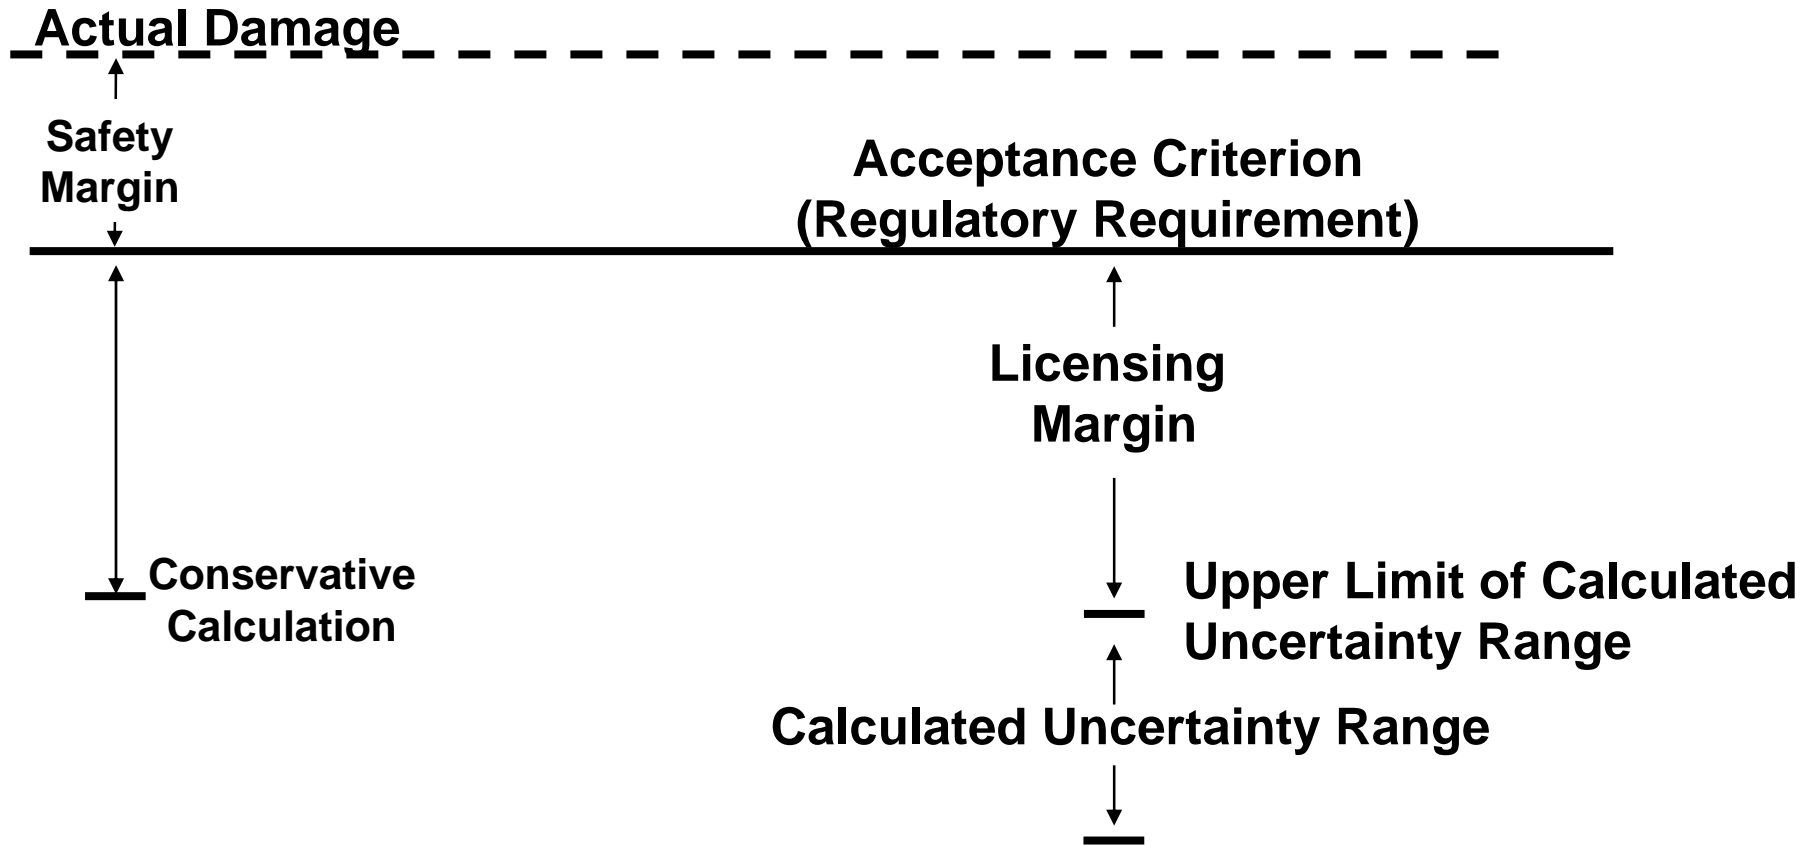 Actual Damage
Safety
Margin
Acceptance Criterion
(Regulatory Requirement)
Licensing
Margin
Conservative
Calculation
Upper Limit of Calculated
Uncertainty Range
Calculated Uncertainty Range